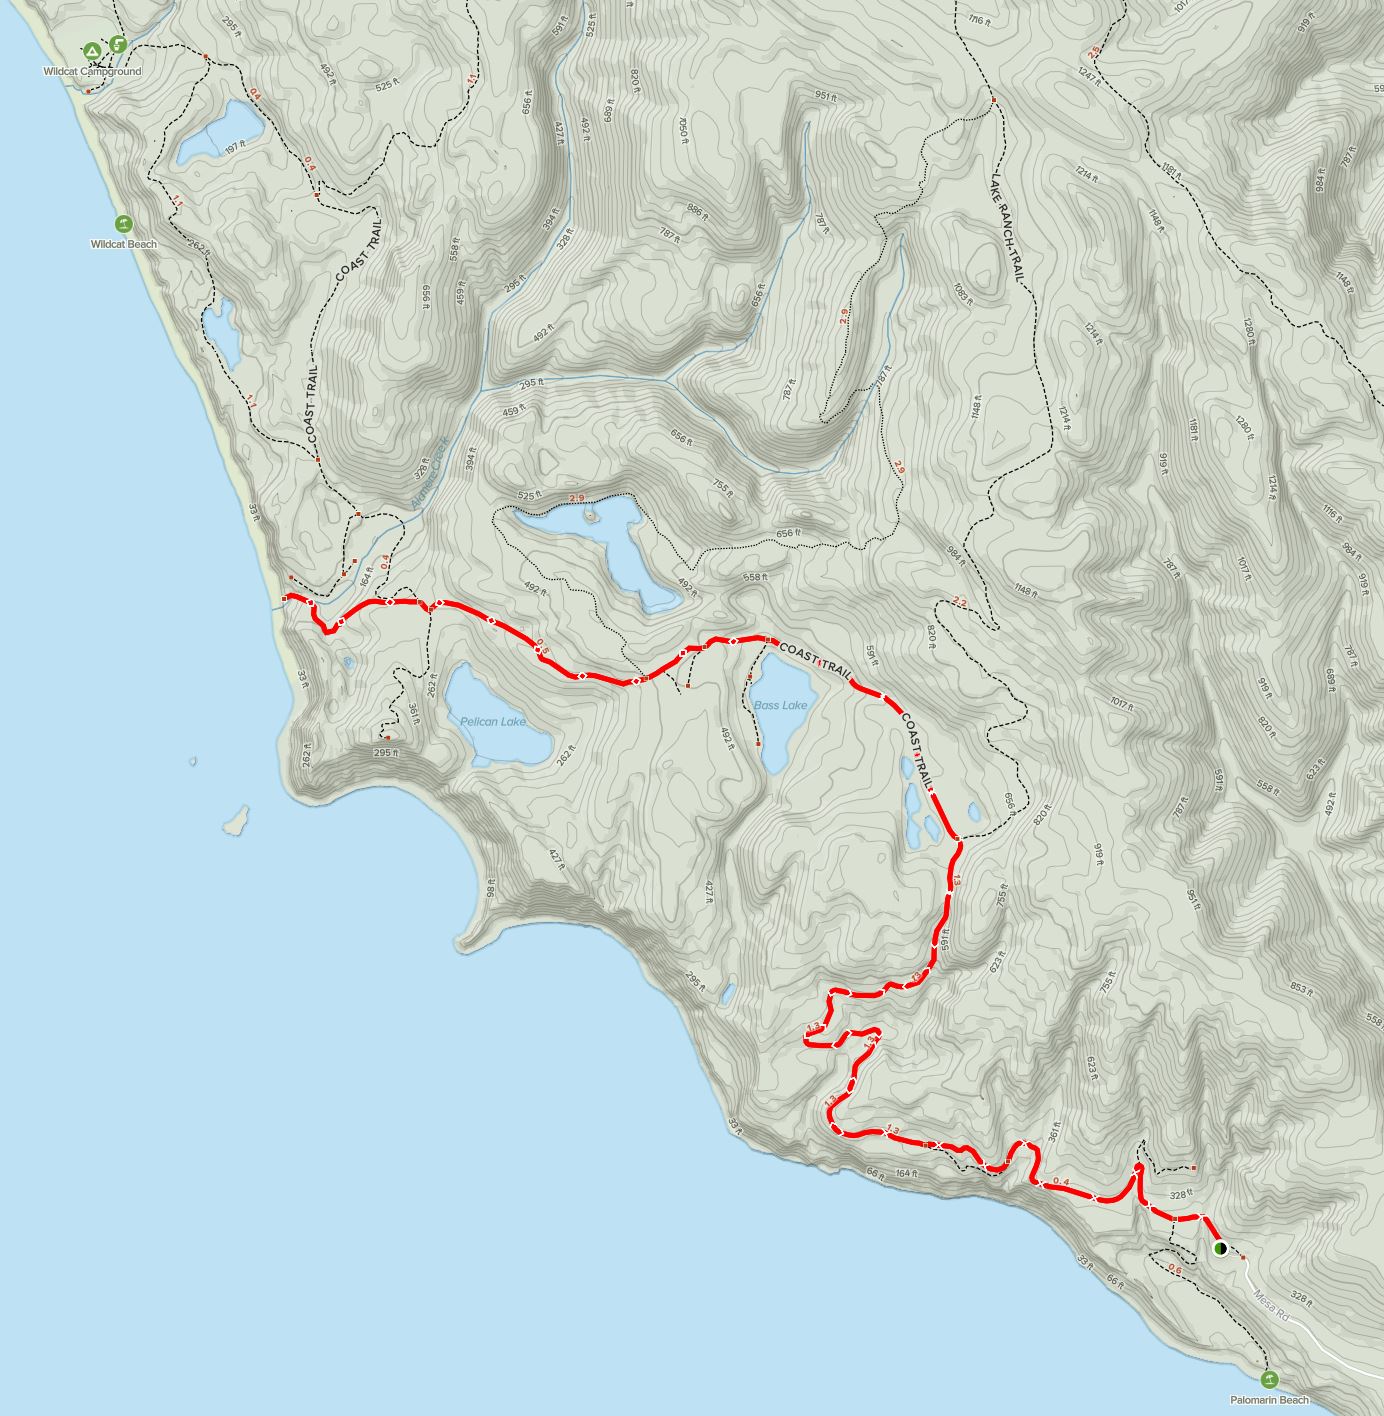 295 ft
591 ft
525 ft
1116 ft
919 ft
Wildcat Campground
492 ft
525 ft
1.1
820 ft
2.5
1247 ft
656 ft
0.4
689 ft
951 ft
427 ft
492 ft
197 ft
787 ft
0.4
1181 ft
1214 ft
984 ft
1.1
LAKE RANCH TRAIL
394 ft
886 ft
787 ft
1148 ft
Wildcat Beach
262 ft
COAST TRAIL
558 ft
328 ft
787 ft
295 ft
656 ft
459 ft
656 ft
1083 ft
1148 ft
492 ft
2.9
1214 ft
1280 ft
787 ft
295 ft
787 ft
1.1
COAST TRAIL
459 ft
1148 ft
1214 ft
1181 ft
1280 ft
656 ft
328 ft
394 ft
2.9
919 ft
Alamere Creek
755 ft
1214 ft
525 ft
2.9
33 ft
1116 ft
656 ft
984 ft
984 ft
164 ft
0.4
558 ft
787 ft
1017 ft
919 ft
492 ft
492 ft
1148 ft
2.2
820 ft
0.5
COAST TRAIL
591 ft
787 ft
33 ft
262 ft
919 ft
689 ft
361 ft
Pelican Lake
Bass Lake
1017 ft
COAST TRAIL
820 ft
492 ft
262 ft
295 ft
262 ft
591 ft
623 ft
558 ft
656 ft
820 ft
787 ft
492 ft
427 ft
919 ft
98 ft
427 ft
1.3
755 ft
951 ft
591 ft
623 ft
295 ft
1.3
755 ft
853 ft
558 ft
1.3
1.3
623 ft
1.3
33 ft
1.3
361 ft
66 ft
164 ft
0.4
328 ft
33 ft
66 ft
0.6
Mesa Rd
328 ft
Palomarin Beach